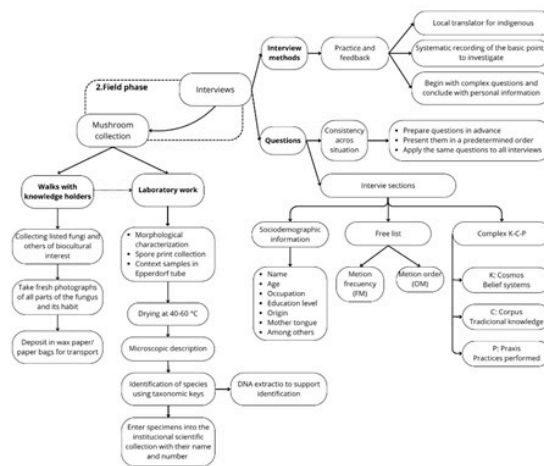 2.Field phase
Interviews
Mushroom
collection
Interview
methods
Practice and
feedback
Local translator for indigenous
Systematic recording of the basic point
to investigate
Begin with complex questions and
conclude with personal information
Questions
Consistency acros
situation
• Prepare questions in advance
• Present them in a predetermined order
• Apply the same questions to all interviews
Intervie sections
Walks with
knowledge holders
Laboratory work
Collecting listed fungi and
others of biocultural
interest
Take fresh photographs
of all parts of the fungus
and its habit
Deposit in wax paper/
paper bags for transport
• Morphological
characterization
• Spore print collection
• Context samples in
Epperdorf tube
Drying at 40-60 °C
Microscopic description
Identification of species
using taxonomic keys
DNA extractio to support
identification
Enter specimens into the
institutional scientific
collection with their name
and number
Sociodemographic
information
• Name
• Age
• Occupation
• Education level
• Origin
• Mother tongue
• Among others
Free list
Metion
frecuency
(FM)
Metion order
(OM)
Complex K-C-P
K: Cosmos
Belief systems
C: Corpus
Tradicional knowledge
P: Praxis
Practices performed